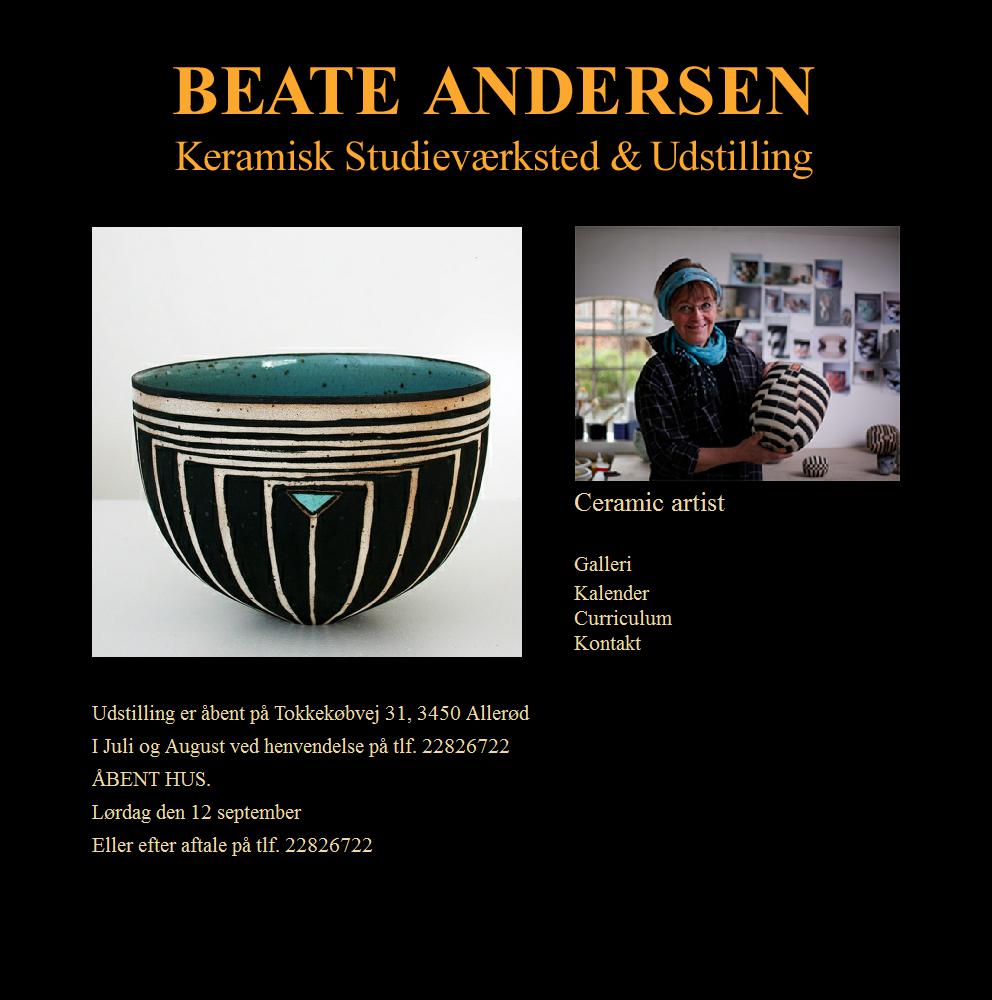 BEATE ANDERSEN
Keramisk Studieværksted & Udstilling
Ceramic artist
Galleri
Kalender
Curriculum
Kontakt
Udstilling er åbent på Tokkekøbvej 31, 3450 Allerød
I Juli og August ved henvendelse på tlf. 22826722
ÅBENT HUS.
Lørdag den 12 september
Eller efter aftale på tlf. 22826722